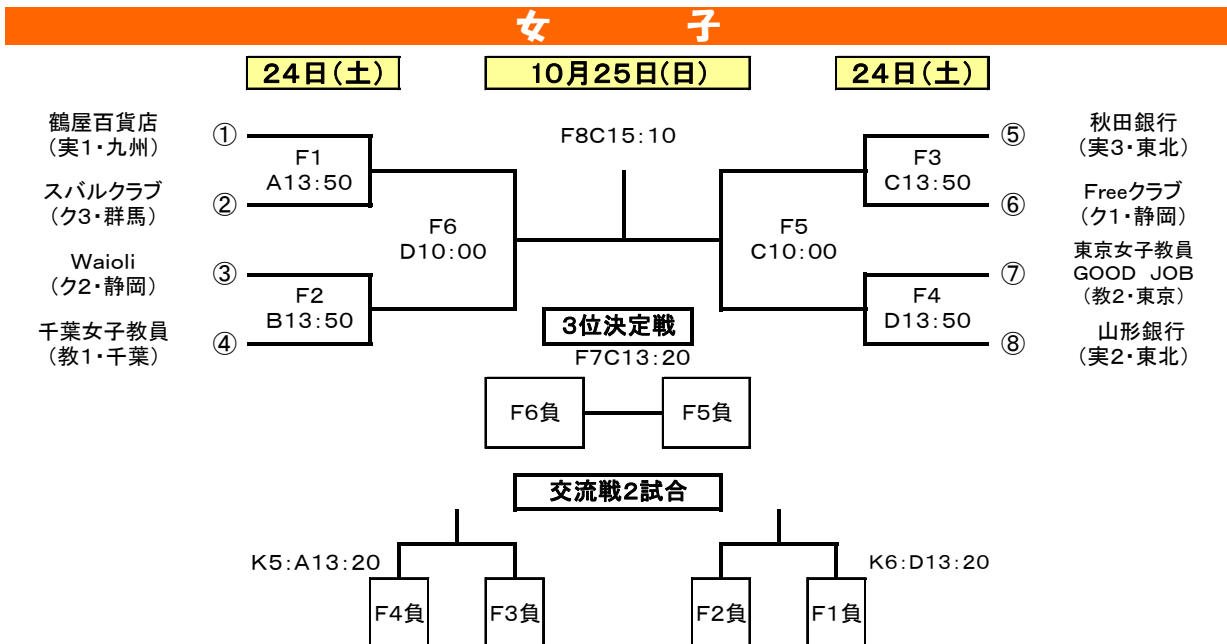 女　子
24日(土)
10月25日(日)
24日(土)
鶴屋百貨店
(実1・九州)
①
スバルクラブ
(ク3・群馬)
②
Waioli
(ク2・静岡)
③
千葉女子教員
(教1・千葉)
④
F1
A13:50
F2
B13:50
F6
D10:00
F8C15:10
F5
C10:00
F3
C13:50
F4
D13:50
⑤
秋田銀行
(実3・東北)
⑥
Freeクラブ
(ク1・静岡)
⑦
東京女子教員
GOOD JOB
(教2・東京)
⑧
山形銀行
(実2・東北)
3位決定戦
F7C13:20
F6負
F5負
交流戦2試合
K5:A13:20
K6:D13:20
F4負
F3負
F2負
F1負